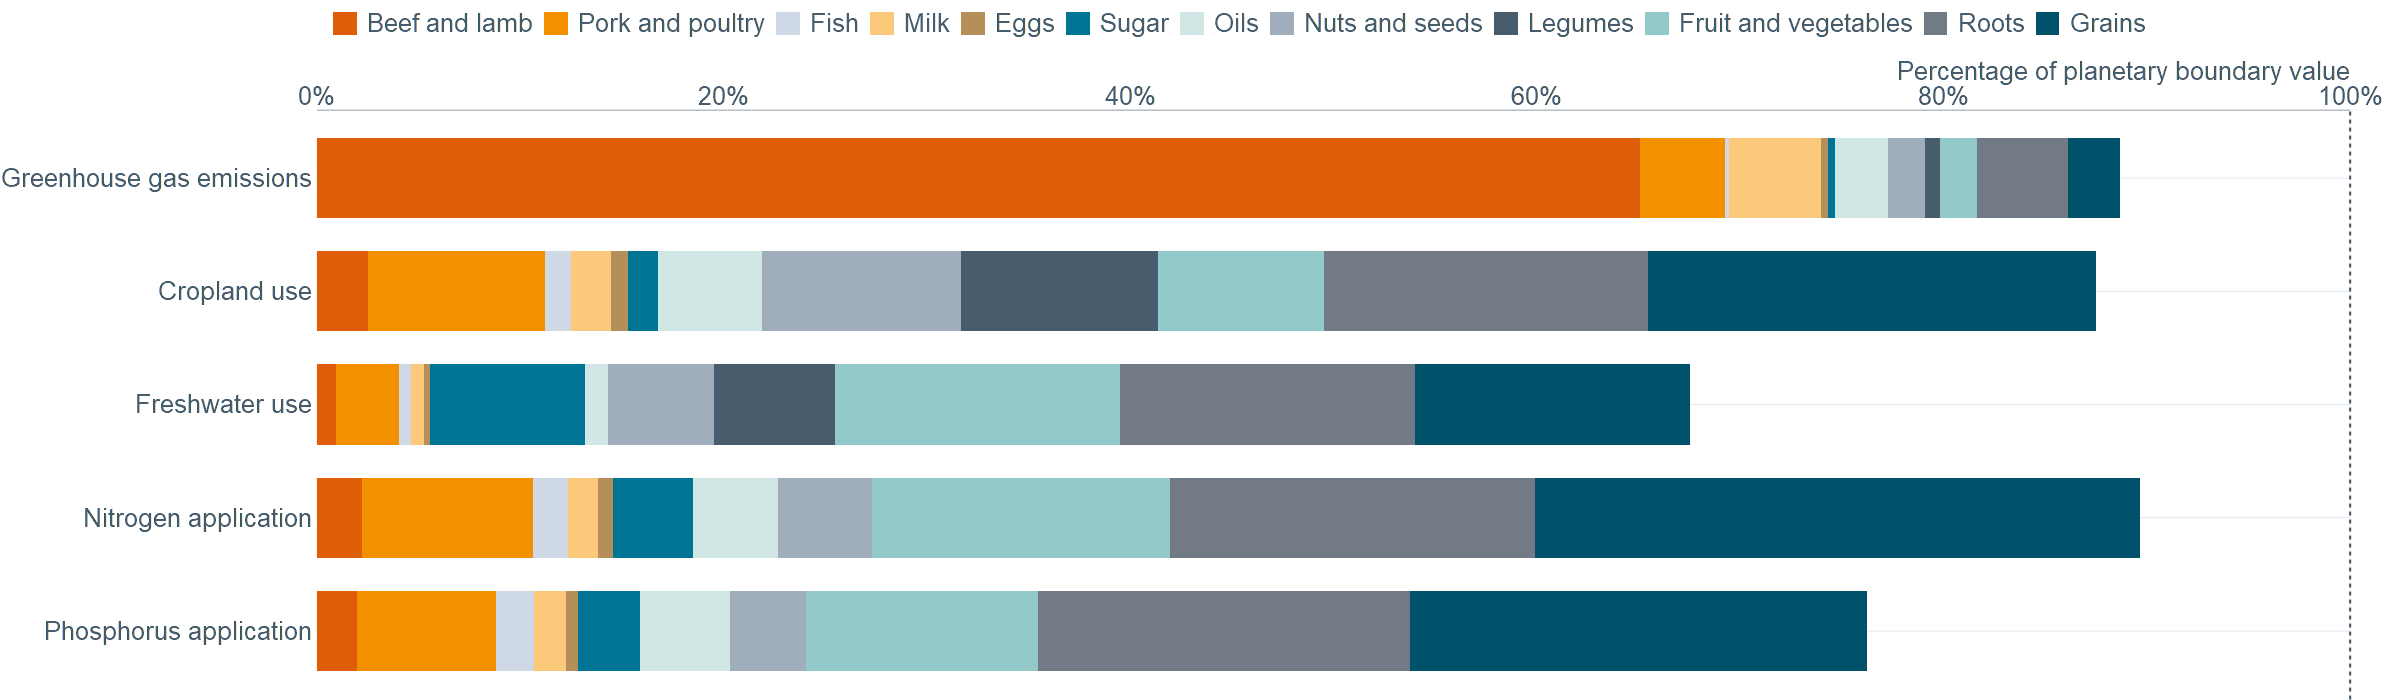 Beef and lamb Pork and poultry Fish Milk Eggs Sugar Oils Nuts and seeds Legumes Fruit and vegetables Roots Grains
Percentage of planetary boundary value
0% 20% 40% 60% 80% 100%
Greenhouse gas emissions
Cropland use
Freshwater use
Nitrogen application
Phosphorus application